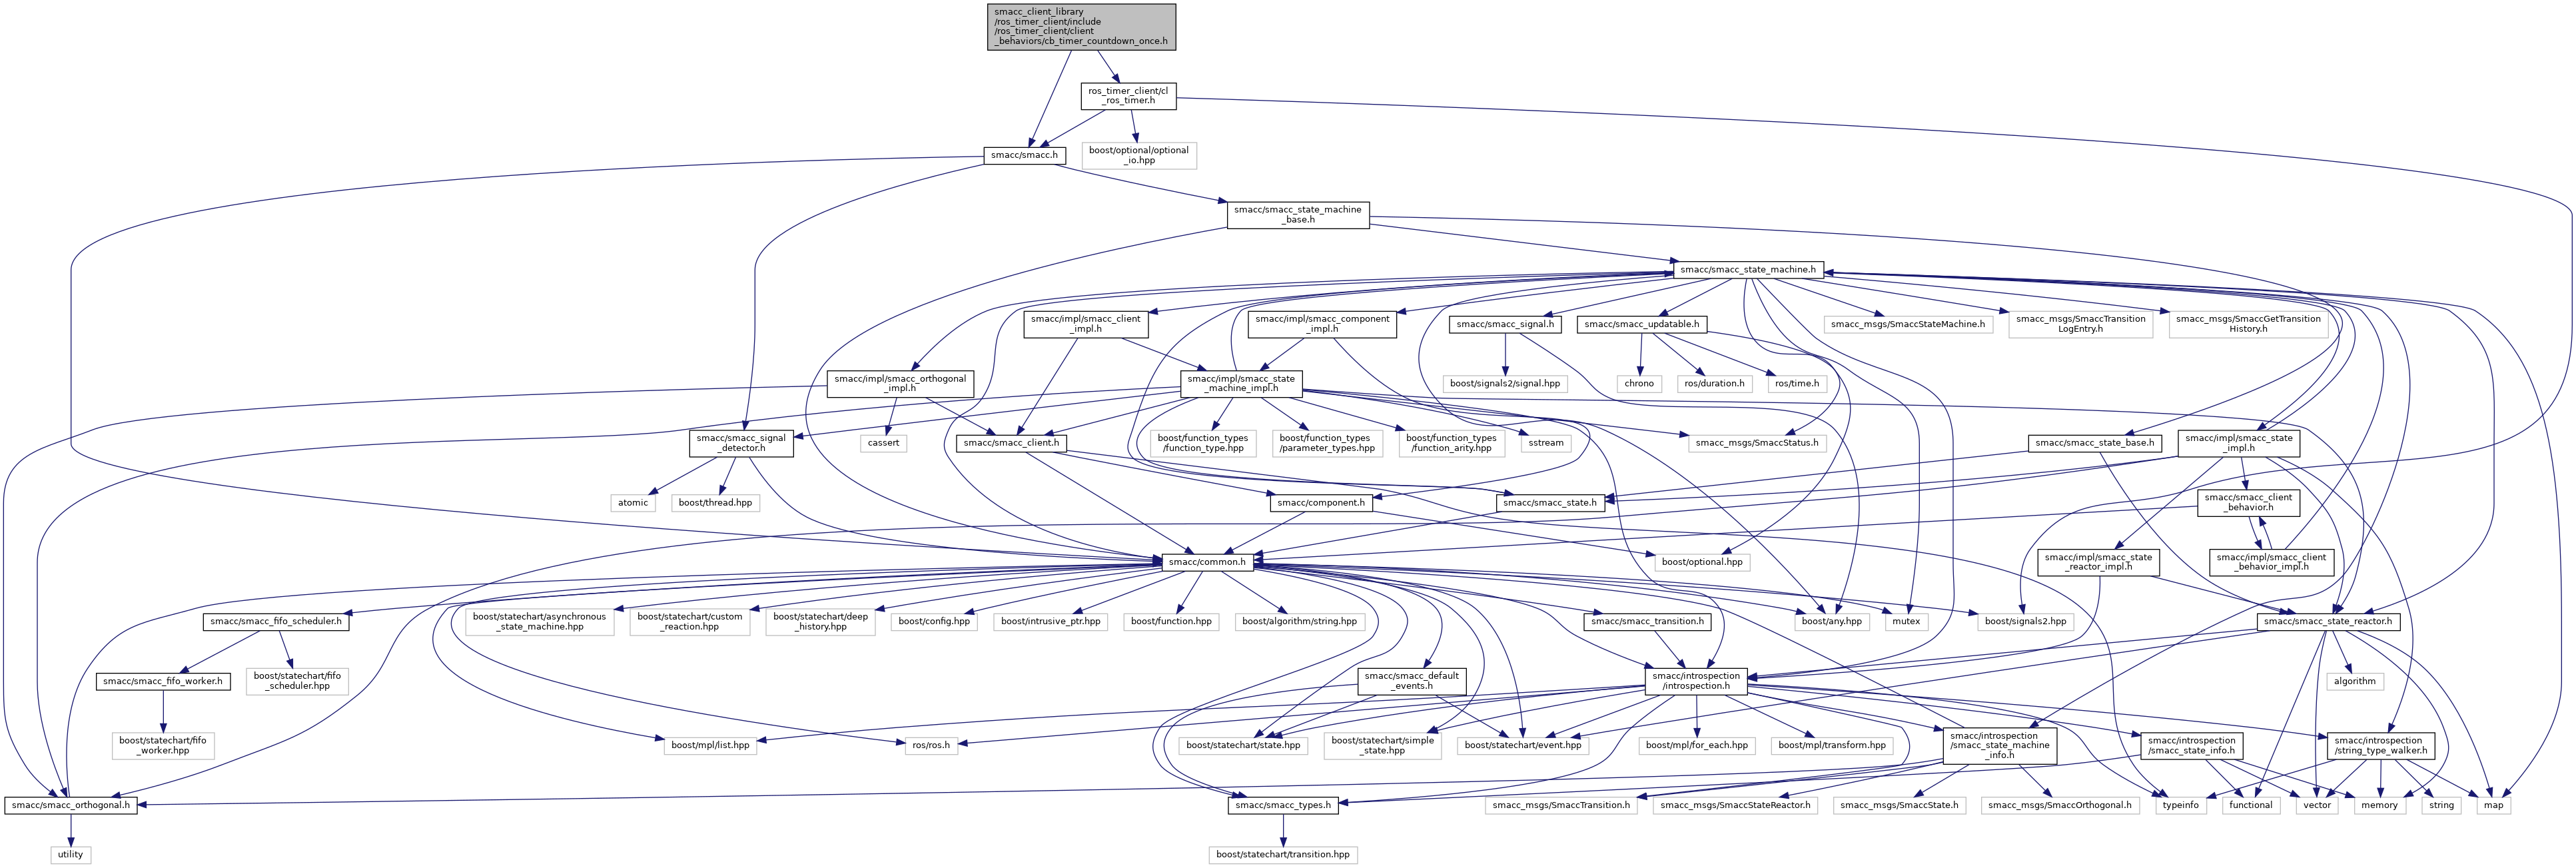 smacc_client_library
/ros_timer_client/include
/ros_timer_client/client
_behaviors/cb_timer_countdown_once.h
ros_timer_client/cl
_ros_timer.h
smacc/smacc.h
boost/optional/optional
_io.hpp
smacc/smacc_state_machine
_base.h
smacc/smacc_state_machine.h
smacc/impl/smacc_client
_impl.h
smacc/impl/smacc_component
_impl.h
smacc/smacc_signal.h
smacc/smacc_updatable.h
smacc_msgs/SmaccStateMachine.h
smacc_msgs/SmaccTransition
LogEntry.h
smacc_msgs/SmaccGetTransition
History.h
smacc/impl/smacc_orthogonal
_impl.h
smacc/impl/smacc_state
_machine_impl.h
boost/signals2/signal.hpp
chrono
ros/duration.h
ros/time.h
smacc/smacc_signal
_detector.h
cassert
smacc/smacc_client.h
boost/function_types
/function_type.hpp
boost/function_types
/parameter_types.hpp
boost/function_types
/function_arity.hpp
sstream
smacc_msgs/SmaccStatus.h
smacc/smacc_state_base.h
smacc/impl/smacc_state
_impl.h
atomic
boost/thread.hpp
smacc/component.h
smacc/smacc_state.h
smacc/smacc_client
_behavior.h
smacc/common.h
boost/optional.hpp
smacc/impl/smacc_state
_reactor_impl.h
smacc/impl/smacc_client
_behavior_impl.h
smacc/smacc_fifo_scheduler.h
boost/statechart/asynchronous
_state_machine.hpp
boost/statechart/custom
_reaction.hpp
boost/statechart/deep
_history.hpp
boost/config.hpp
boost/intrusive_ptr.hpp
boost/function.hpp
boost/algorithm/string.hpp
smacc/smacc_transition.h
boost/any.hpp
mutex
boost/signals2.hpp
smacc/smacc_state_reactor.h
smacc/smacc_fifo_worker.h
boost/statechart/fifo
_scheduler.hpp
smacc/smacc_default
_events.h
smacc/introspection
/introspection.h
algorithm
boost/statechart/fifo
_worker.hpp
boost/mpl/list.hpp
ros/ros.h
boost/statechart/state.hpp
boost/statechart/simple
_state.hpp
boost/statechart/event.hpp
boost/mpl/for_each.hpp
boost/mpl/transform.hpp
smacc/introspection
/smacc_state_machine
_info.h
smacc/introspection
/smacc_state_info.h
smacc/introspection
/string_type_walker.h
smacc/smacc_orthogonal.h
smacc/smacc_types.h
smacc_msgs/SmaccTransition.h
smacc_msgs/SmaccStateReactor.h
smacc_msgs/SmaccState.h
smacc_msgs/SmaccOrthogonal.h
typeinfo
functional
vector
memory
string
map
utility
boost/statechart/transition.hpp